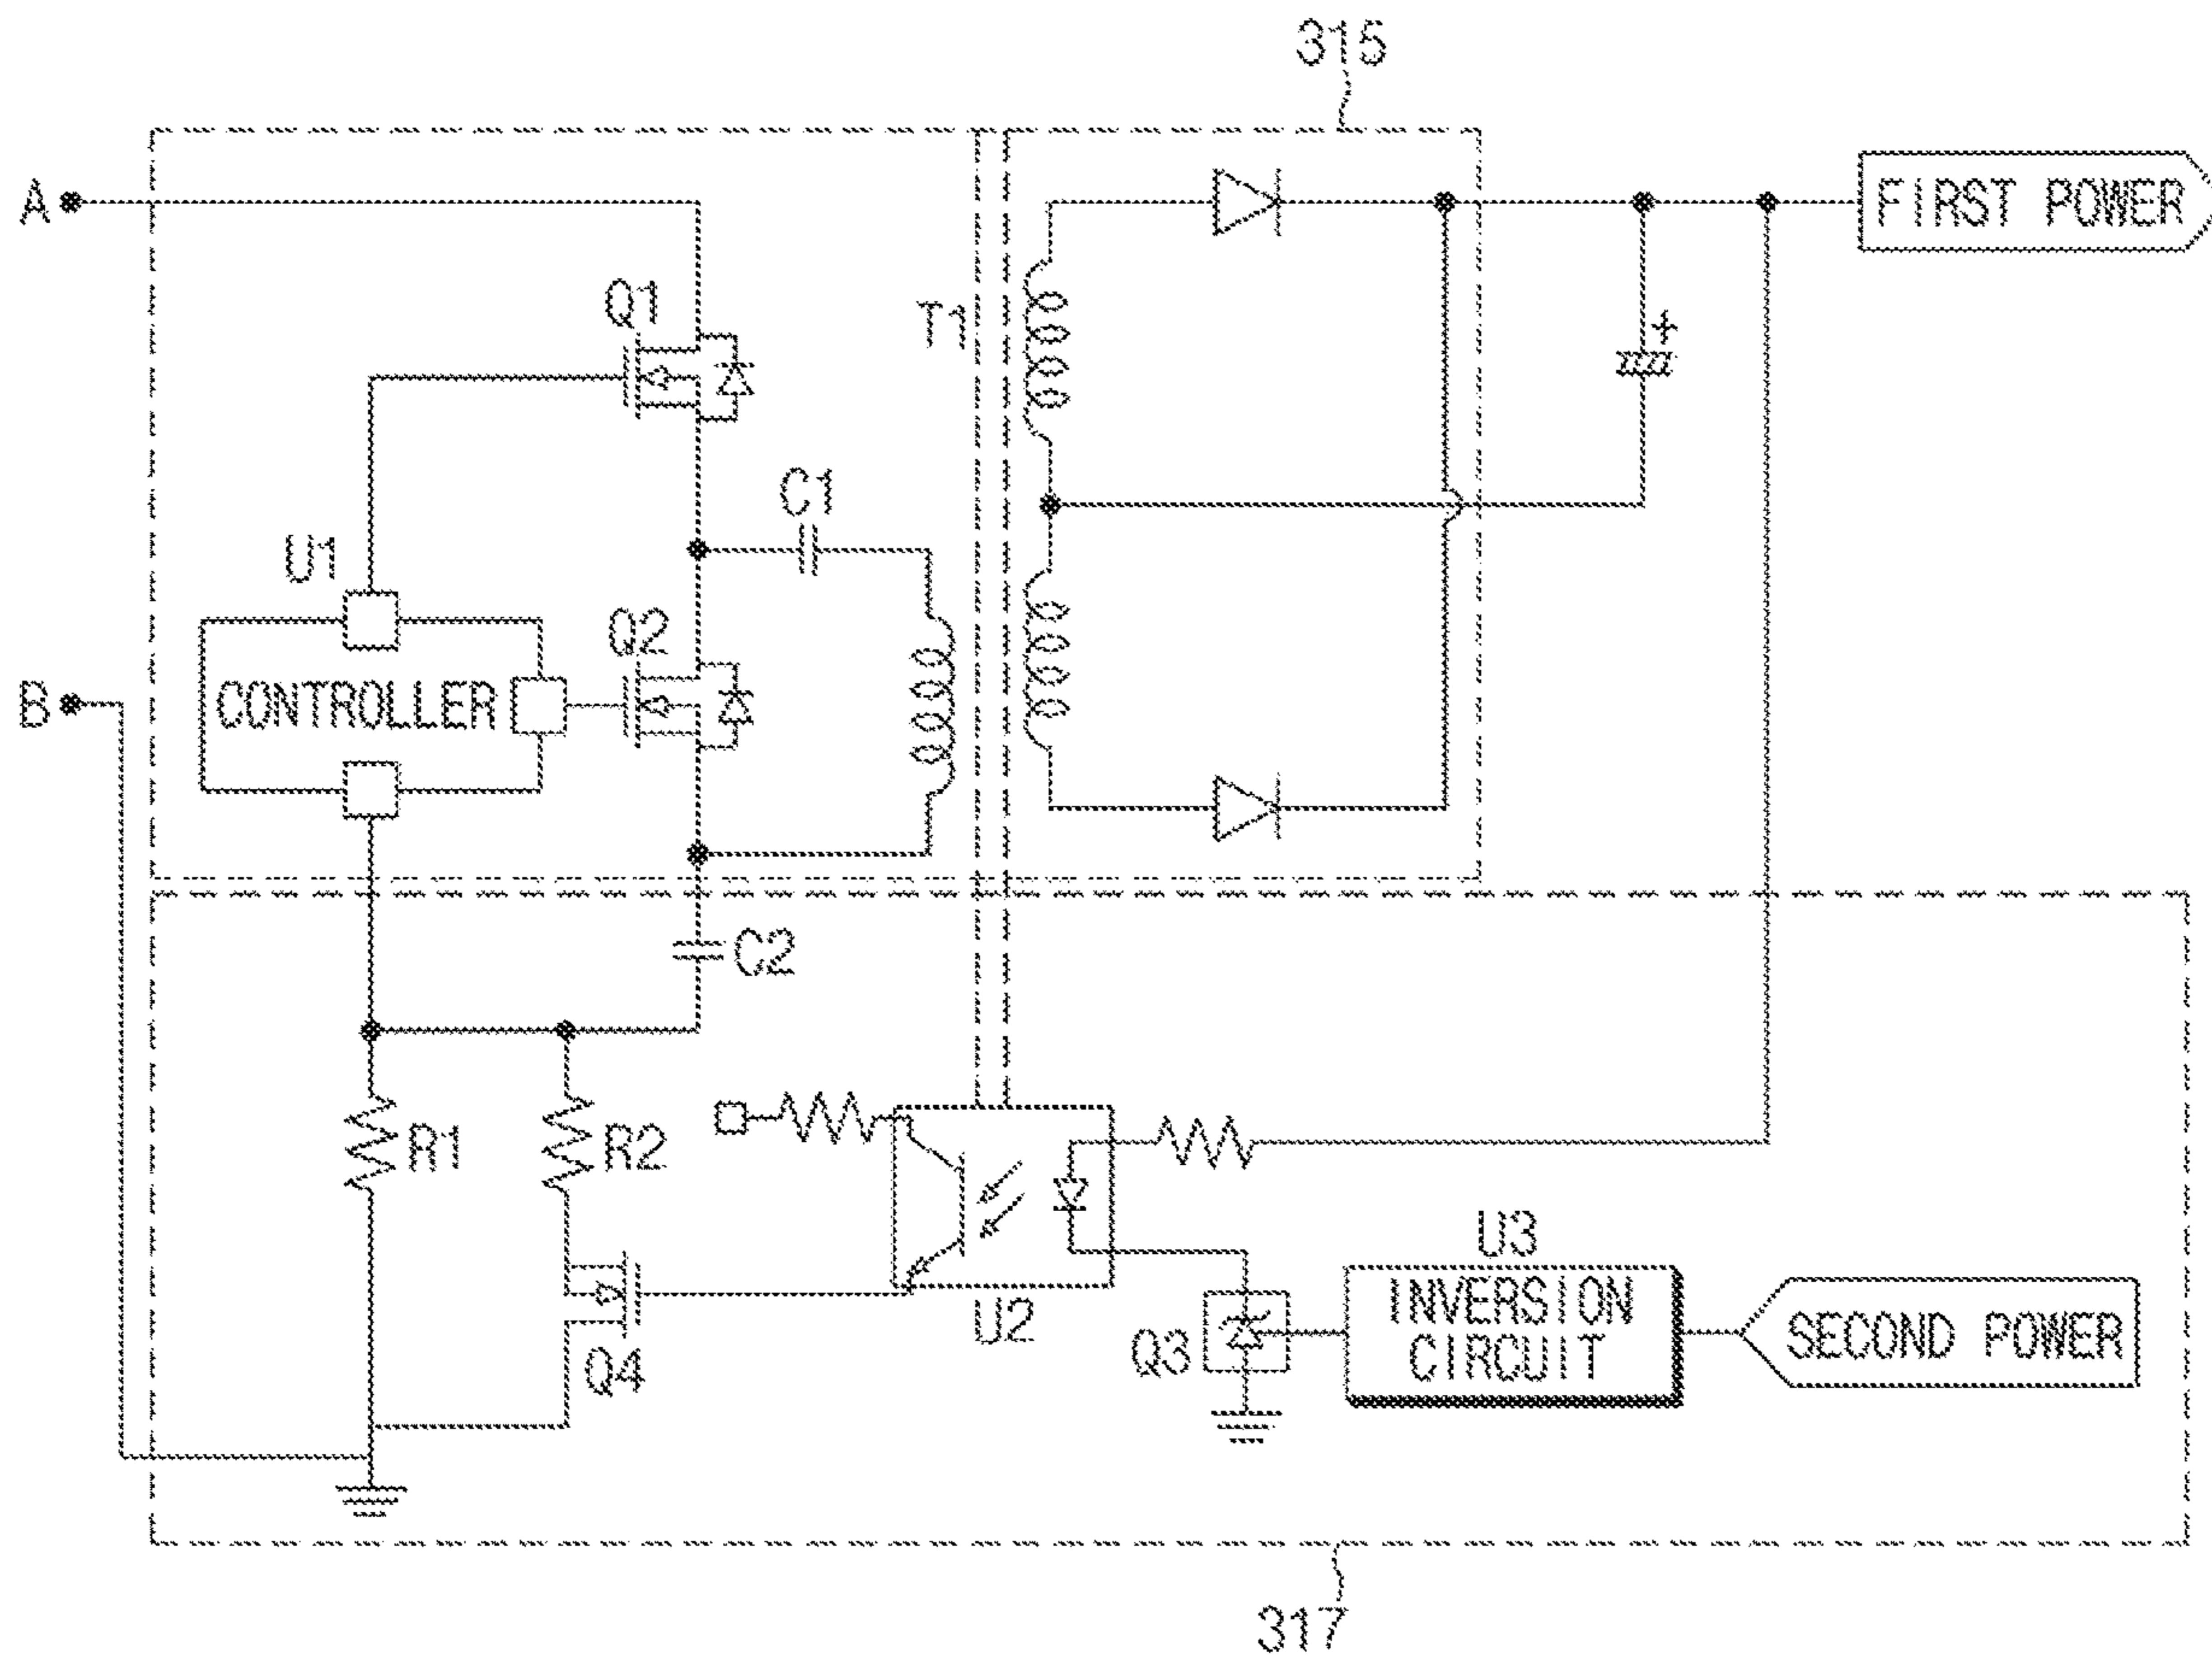 315
A
FIRST POWER
Q1
T1
+
C1
U1
Q2
B
CONTROLLER
C2
R1
R2
U3
INVERSION
CIRCUIT
SECOND POWER
U2
Q3
Q4
317